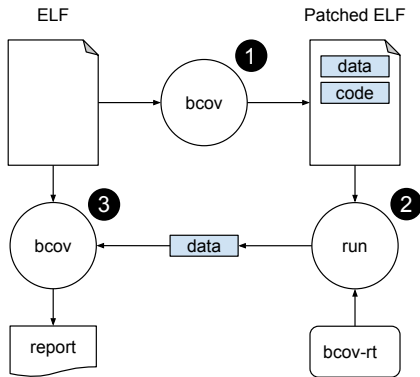 ELF
Patched ELF
1
bcov
data
code
3
2
bcov
data
run
report
bcov-rt